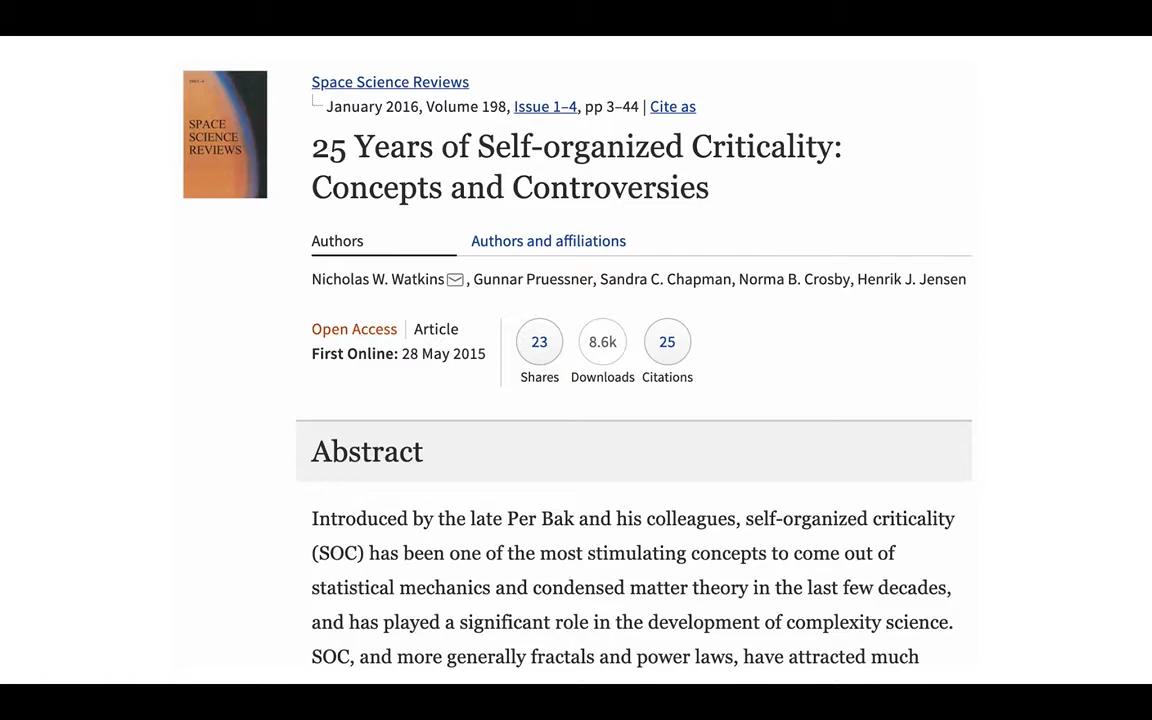 SPACE
SCIENCE
REVIEWS
Space Science Reviews
January 2016, Volume 198, Issue 1–4, pp 3–44 | Cite as
25 Years of Self-organized Criticality:
Concepts and Controversies
Authors
Authors and affiliations
Nicholas W. Watkins, Gunnar Pruessner, Sandra C. Chapman, Norma B. Crosby, Henrik J. Jensen
Open Access | Article
First Online: 28 May 2015
23 8.6k 25
Shares Downloads Citations
Abstract
Introduced by the late Per Bak and his colleagues, self-organized criticality
(SOC) has been one of the most stimulating concepts to come out of
statistical mechanics and condensed matter theory in the last few decades,
and has played a significant role in the development of complexity science.
SOC, and more generally fractals and power laws, have attracted much